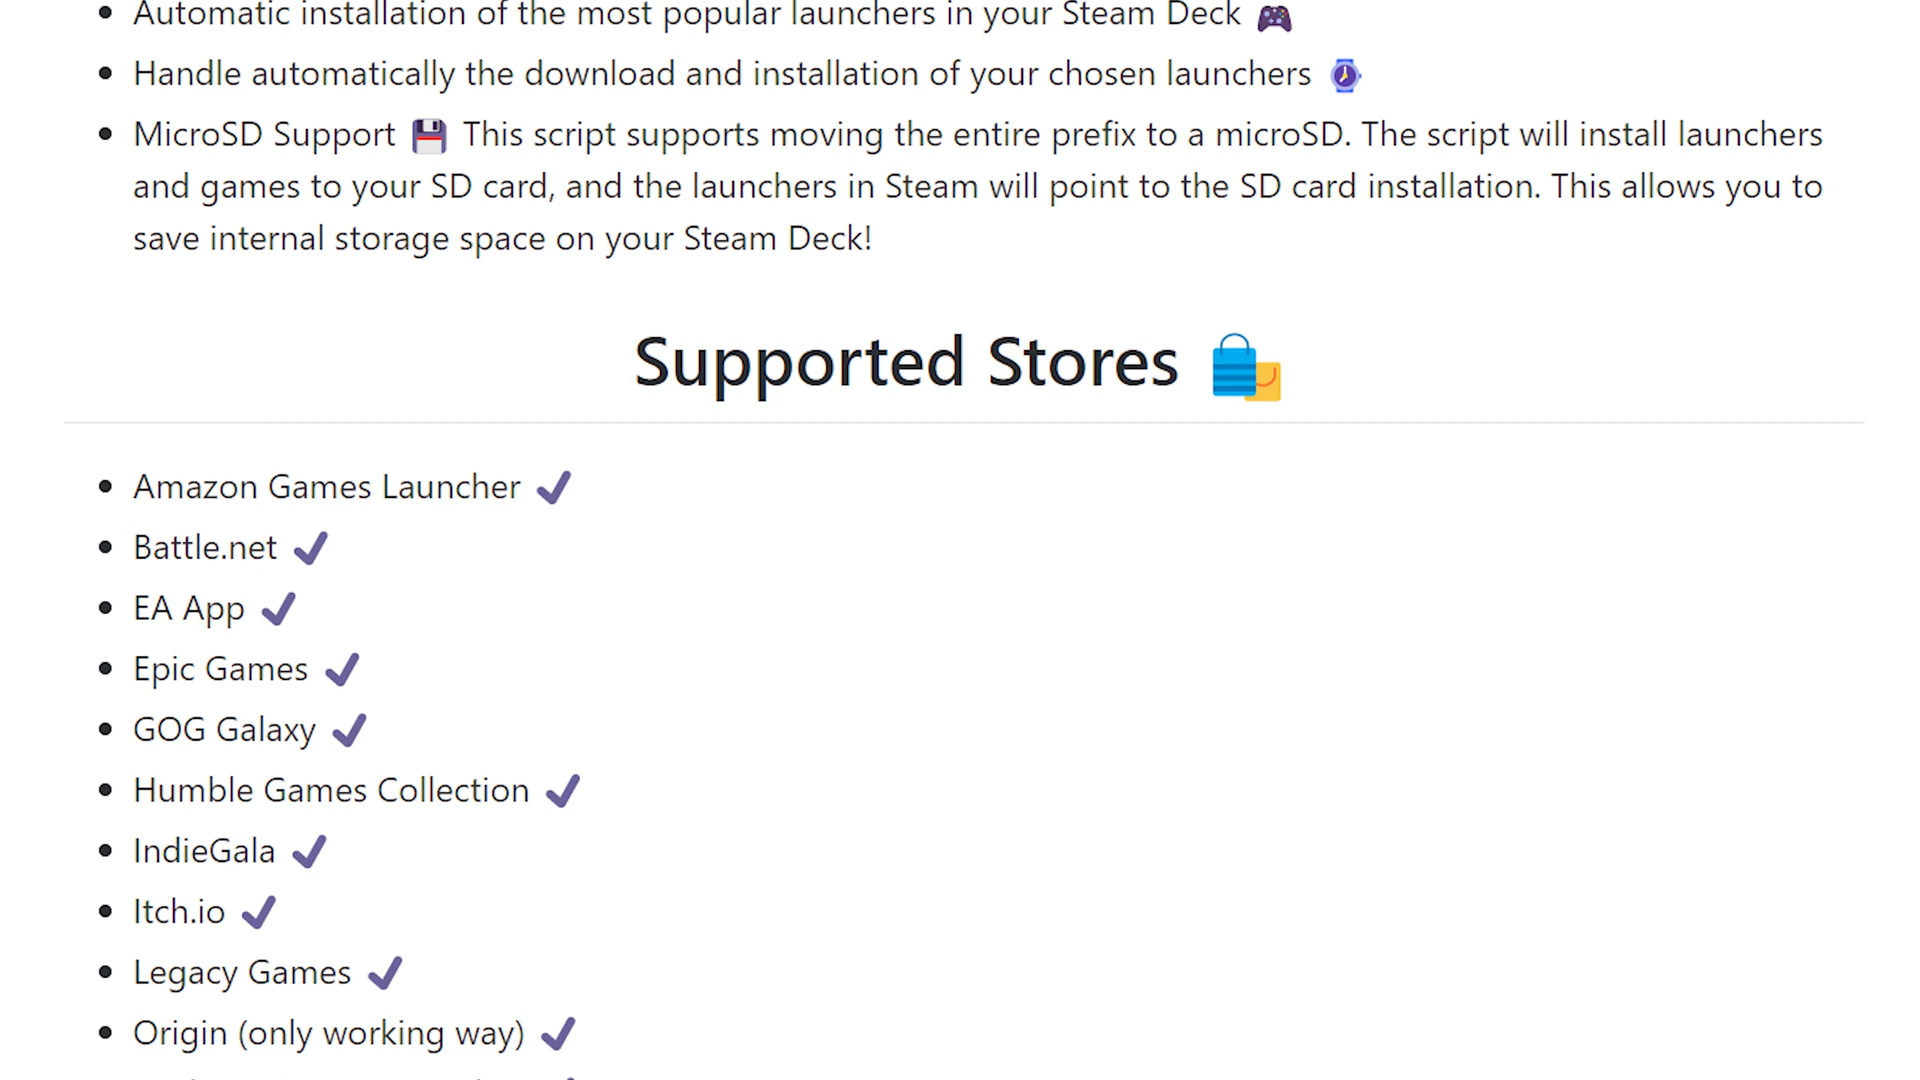 Automatic installation of the most popular launchers in your Steam Deck
Handle automatically the download and installation of your chosen launchers
MicroSD Support This script supports moving the entire prefix to a microSD. The script will install launchers
and games to your SD card, and the launchers in Steam will point to the SD card installation. This allows you to
save internal storage space on your Steam Deck!
Supported Stores
Amazon Games Launcher
Battle.net
EA App
Epic Games
GOG Galaxy
Humble Games Collection
IndieGala
Itch.io
Legacy Games
Origin (only working way)